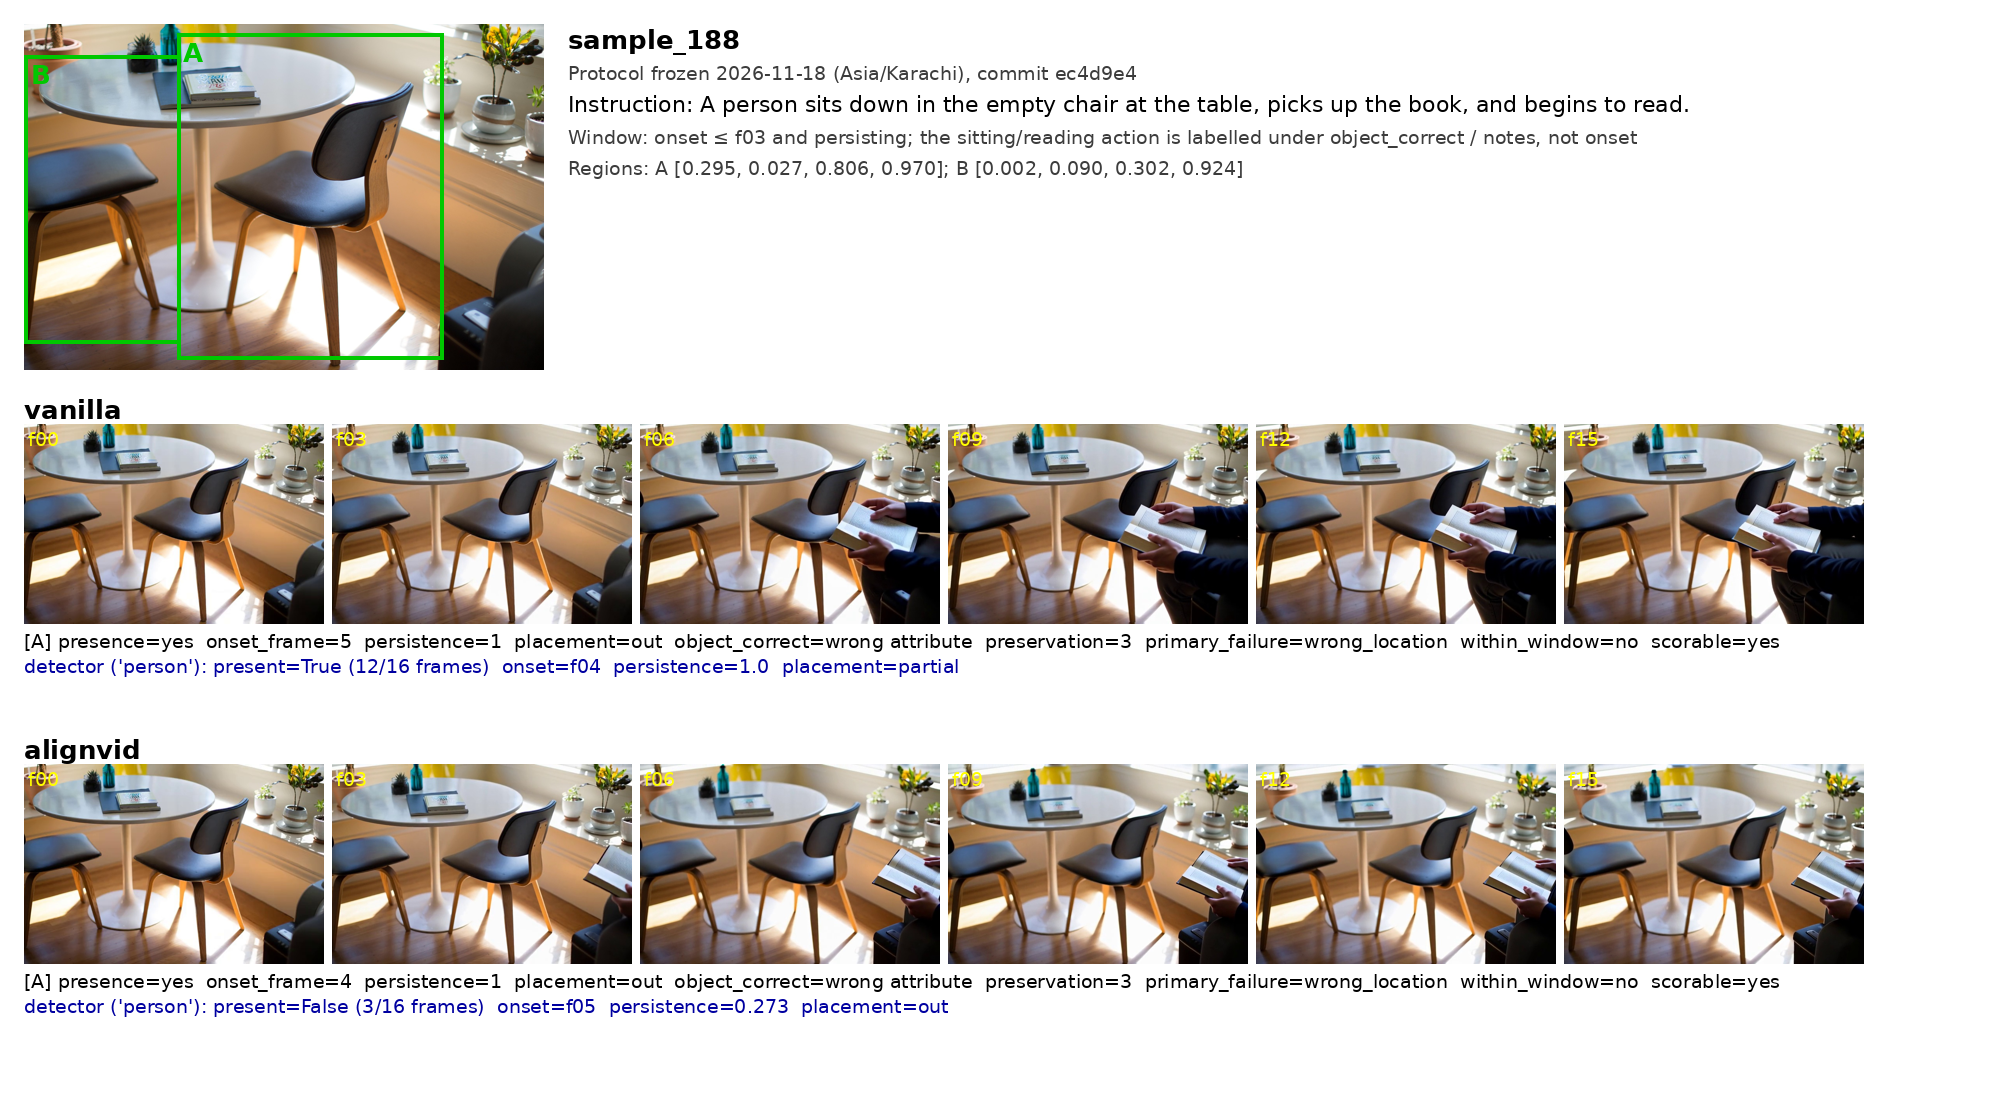 A
B
sample_188
Protocol frozen 2026-11-18 (Asia/Karachi), commit ec4d9e4
Instruction: A person sits down in the empty chair at the table, picks up the book, and begins to read.
Window: onset ≤ f03 and persisting; the sitting/reading action is labelled under object_correct / notes, not onset
Regions: A [0.295, 0.027, 0.806, 0.970]; B [0.002, 0.090, 0.302, 0.924]
vanilla
f00 f03 f06 f09 f12 f15
[A] presence=yes onset_frame=5 persistence=1 placement=out object_correct=wrong attribute preservation=3 primary_failure=wrong_location within_window=no scorable=yes
detector ('person'): present=True (12/16 frames) onset=f04 persistence=1.0 placement=partial
alignvid
f00 f03 f06 f09 f12 f15
[A] presence=yes onset_frame=4 persistence=1 placement=out object_correct=wrong attribute preservation=3 primary_failure=wrong_location within_window=no scorable=yes
detector ('person'): present=False (3/16 frames) onset=f05 persistence=0.273 placement=out